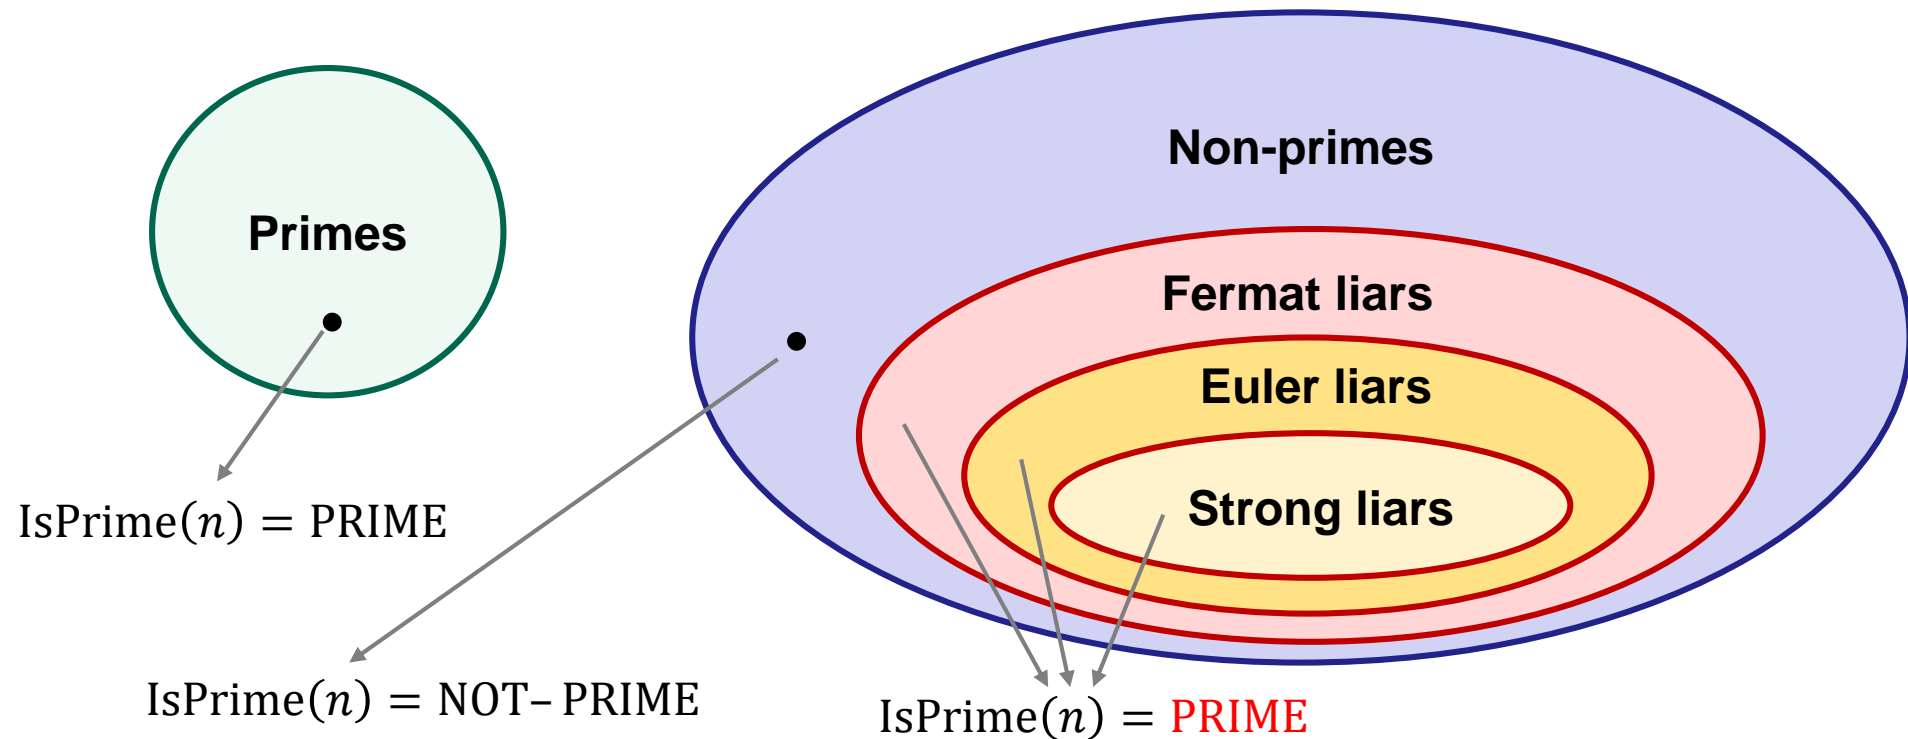 Non-primes
Primes
Fermat liars
Euler liars
Strong liars
IsPrime(n) = PRIME
IsPrime(n) = NOT– PRIME
IsPrime(n) = PRIME